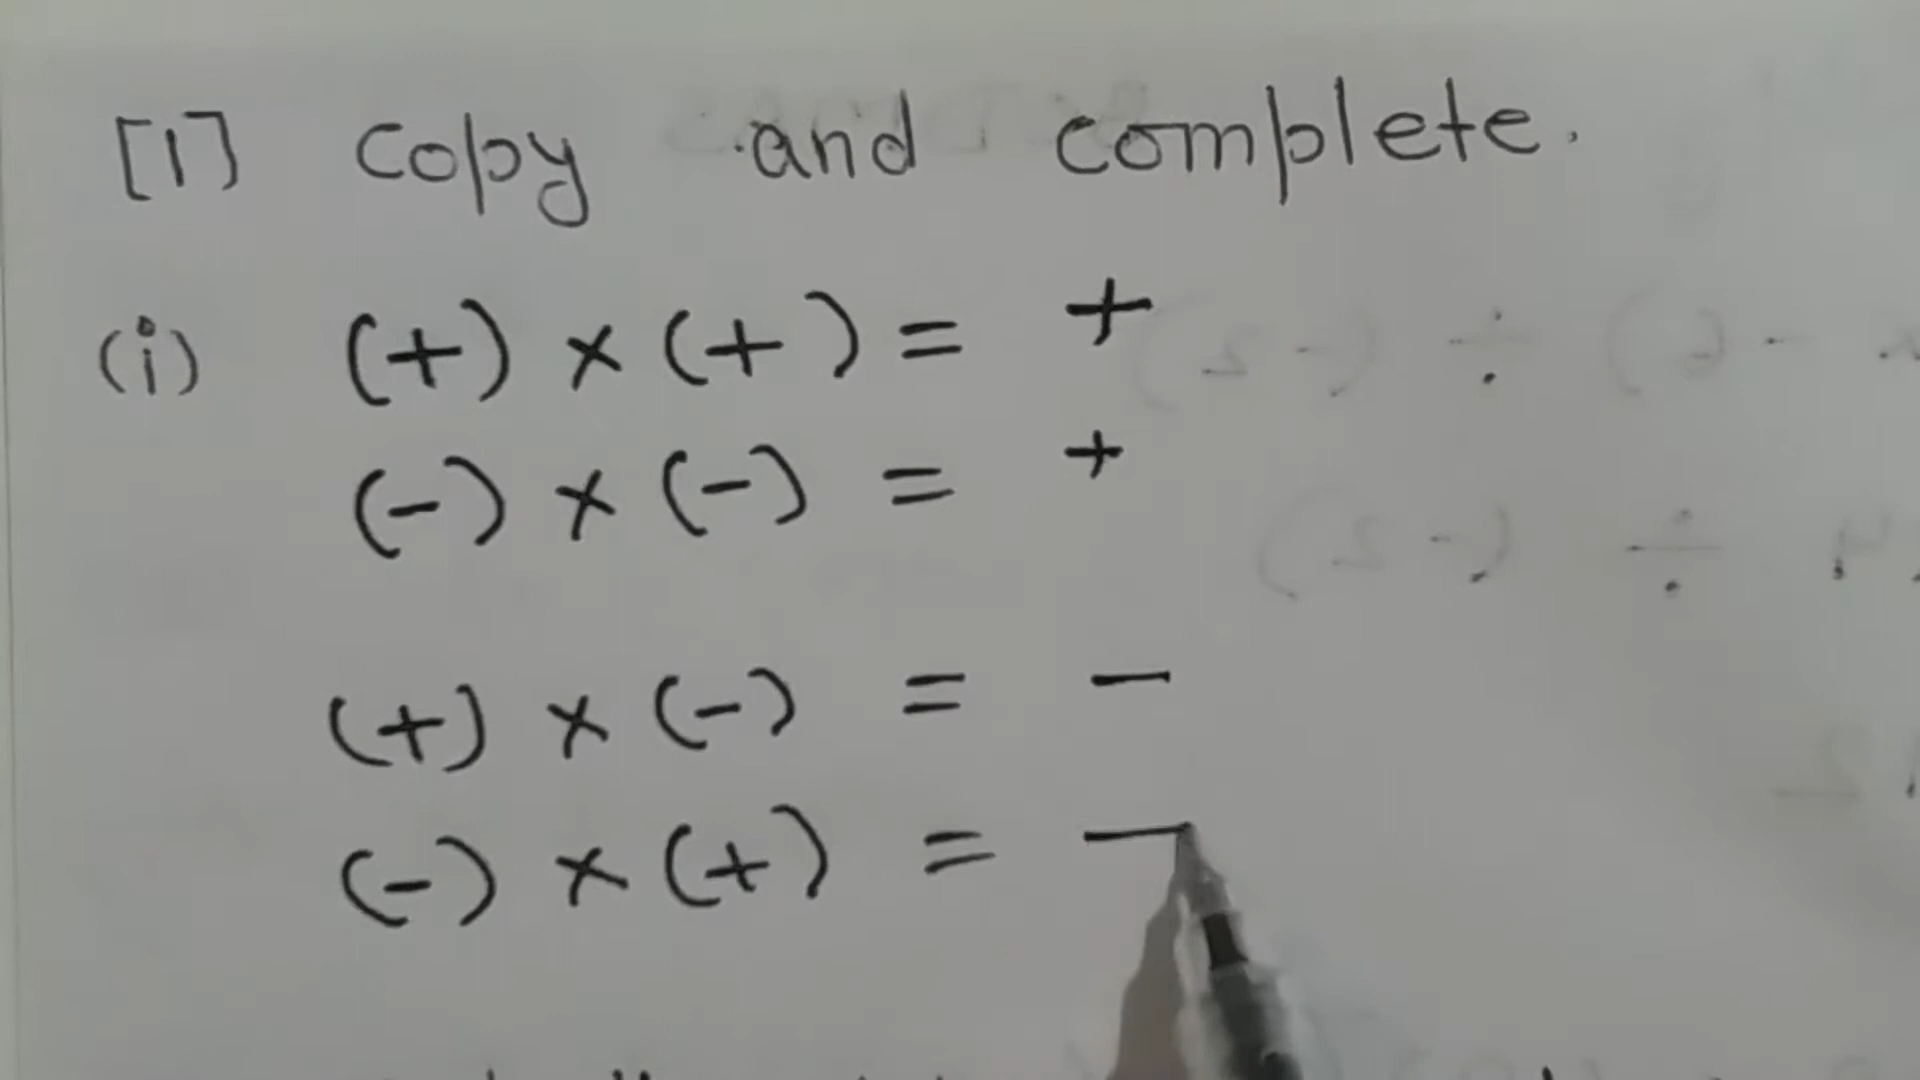 [1] Copy and complete.
(i) (+) × (+) = +
(-) × (-) = +
(+) × (-) = -
(-) × (+) = -